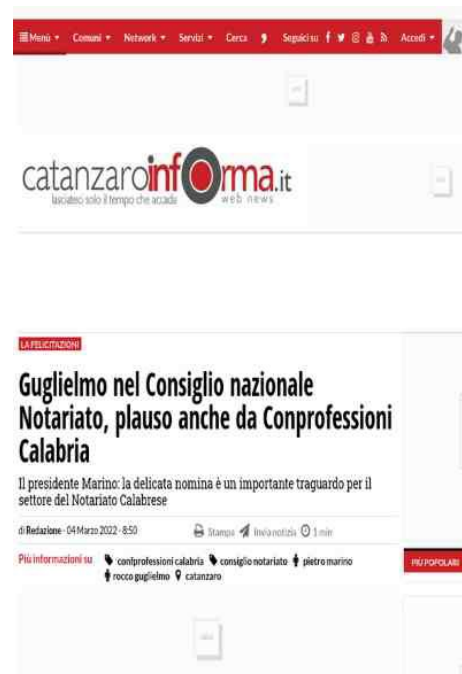 Menù Comuni Network Servizi Cerca Seguici su Accedi
catanzaroinforma.it
lasciateci solo il tempo che accada web news
LA FELICITAZIONI
Guglielmo nel Consiglio nazionale
Notariato, plauso anche da Conprofessioni
Calabria
Il presidente Marino: la delicata nomina è un importante traguardo per il
settore del Notariato Calabrese
di Redazione - 04 Marzo 2022 - 8:50 Stampa Invia notizia 1 min
Più informazioni su confprofessioni calabria consiglio notariato pietro marino
rocco guglielmo catanzaro
PIÙ POPOLARI